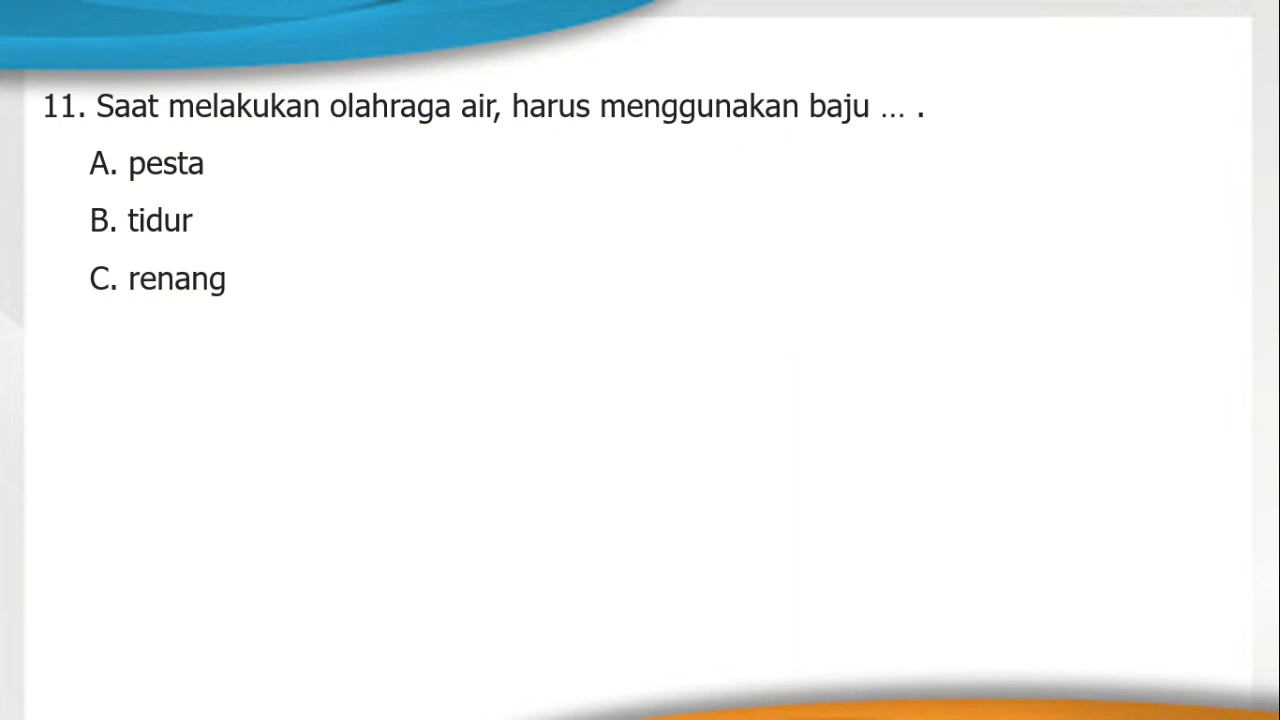 11. Saat melakukan olahraga air, harus menggunakan baju ... .
A. pesta
B. tidur
C. renang